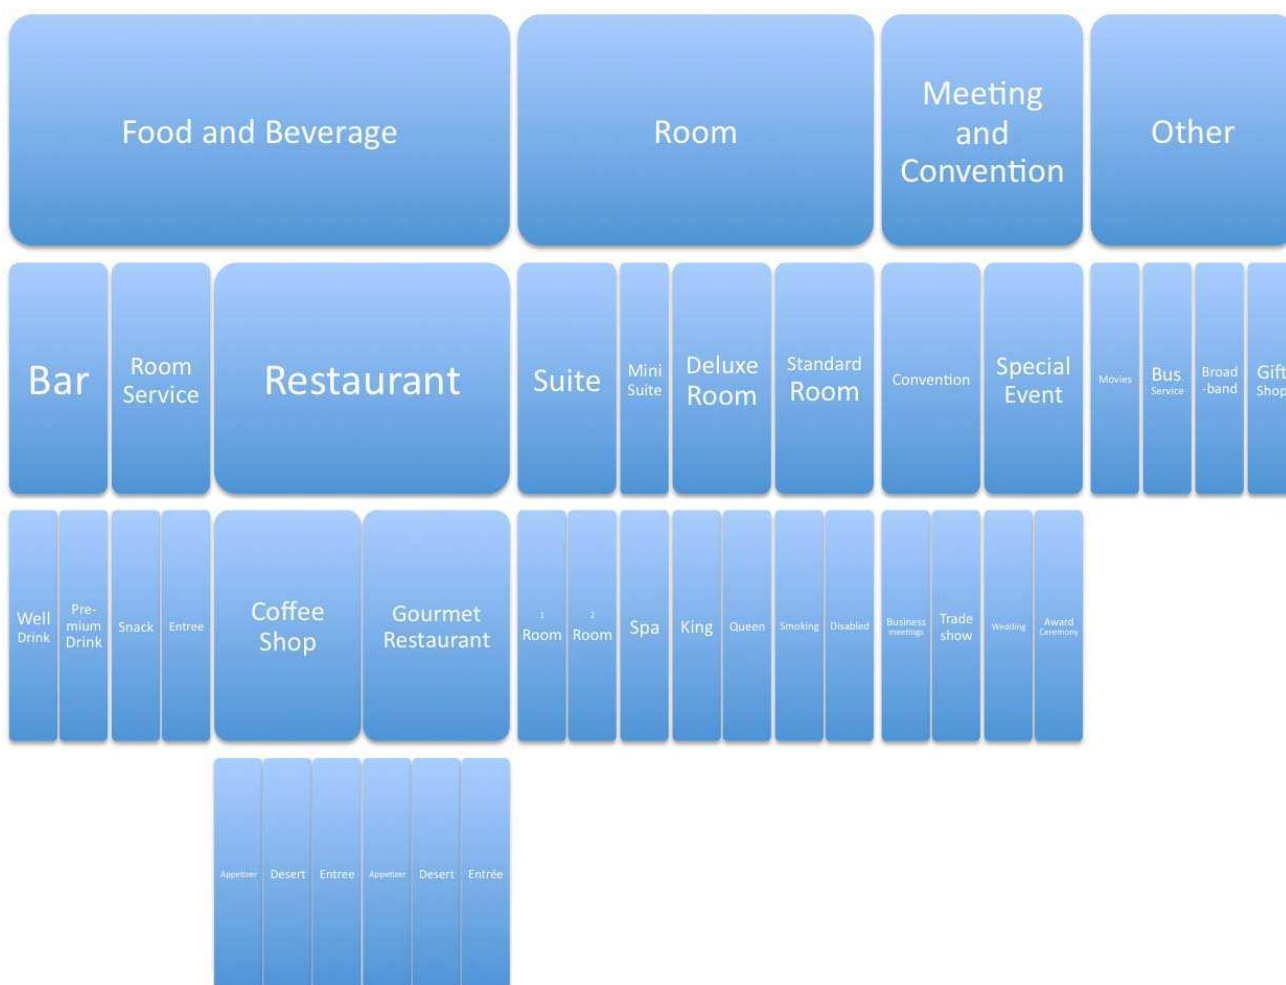 Food and Beverage
Room
Meeting
and
Convention
Other
Bar
Room
Service
Restaurant
Suite
Mini
Suite
Deluxe
Room
Standard
Room
Convention
Special
Event
Movies
Bus
Service
Broad
-band
Gift
Shop
Well
Drink
Pre-
mium
Drink
Snack
Entree
Coffee
Shop
Gourmet
Restaurant
1
Room
2
Room
Spa
King
Queen
Smoking
Disabled
Business
meetings
Trade
show
Wedding
Award
Ceremony
Appetizer
Desert
Entree
Appetizer
Desert
Entrée